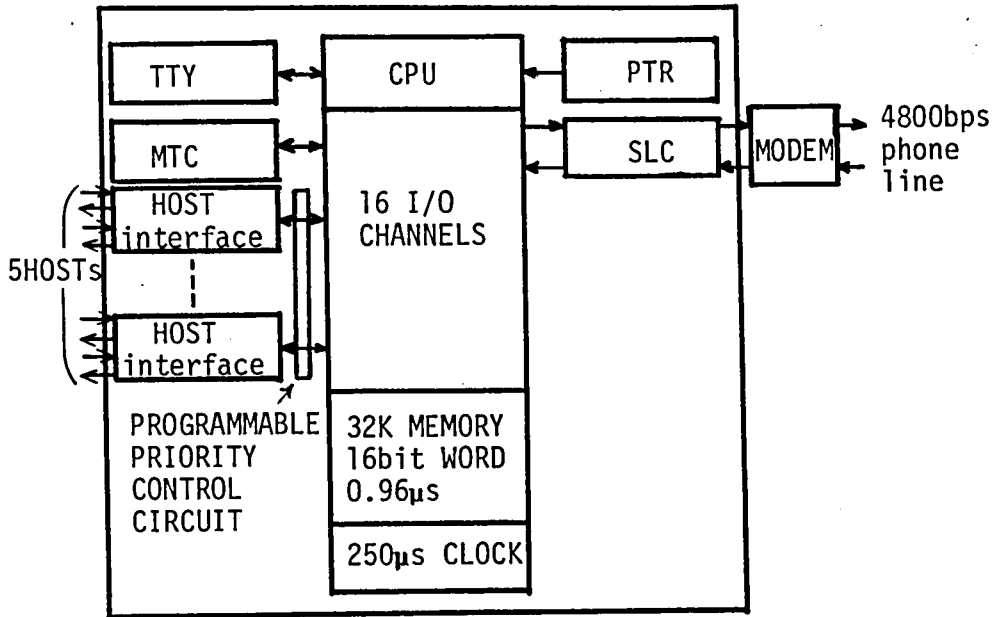 TTY
CPU
PTR
MTC
SLC
MODEM
4800bps
phone
line
HOST
interface
16 I/O
CHANNELS
5HOSTs
HOST
interface
PROGRAMMABLE
PRIORITY
CONTROL
CIRCUIT
32K MEMORY
16bit WORD
0.96μs
250μs CLOCK